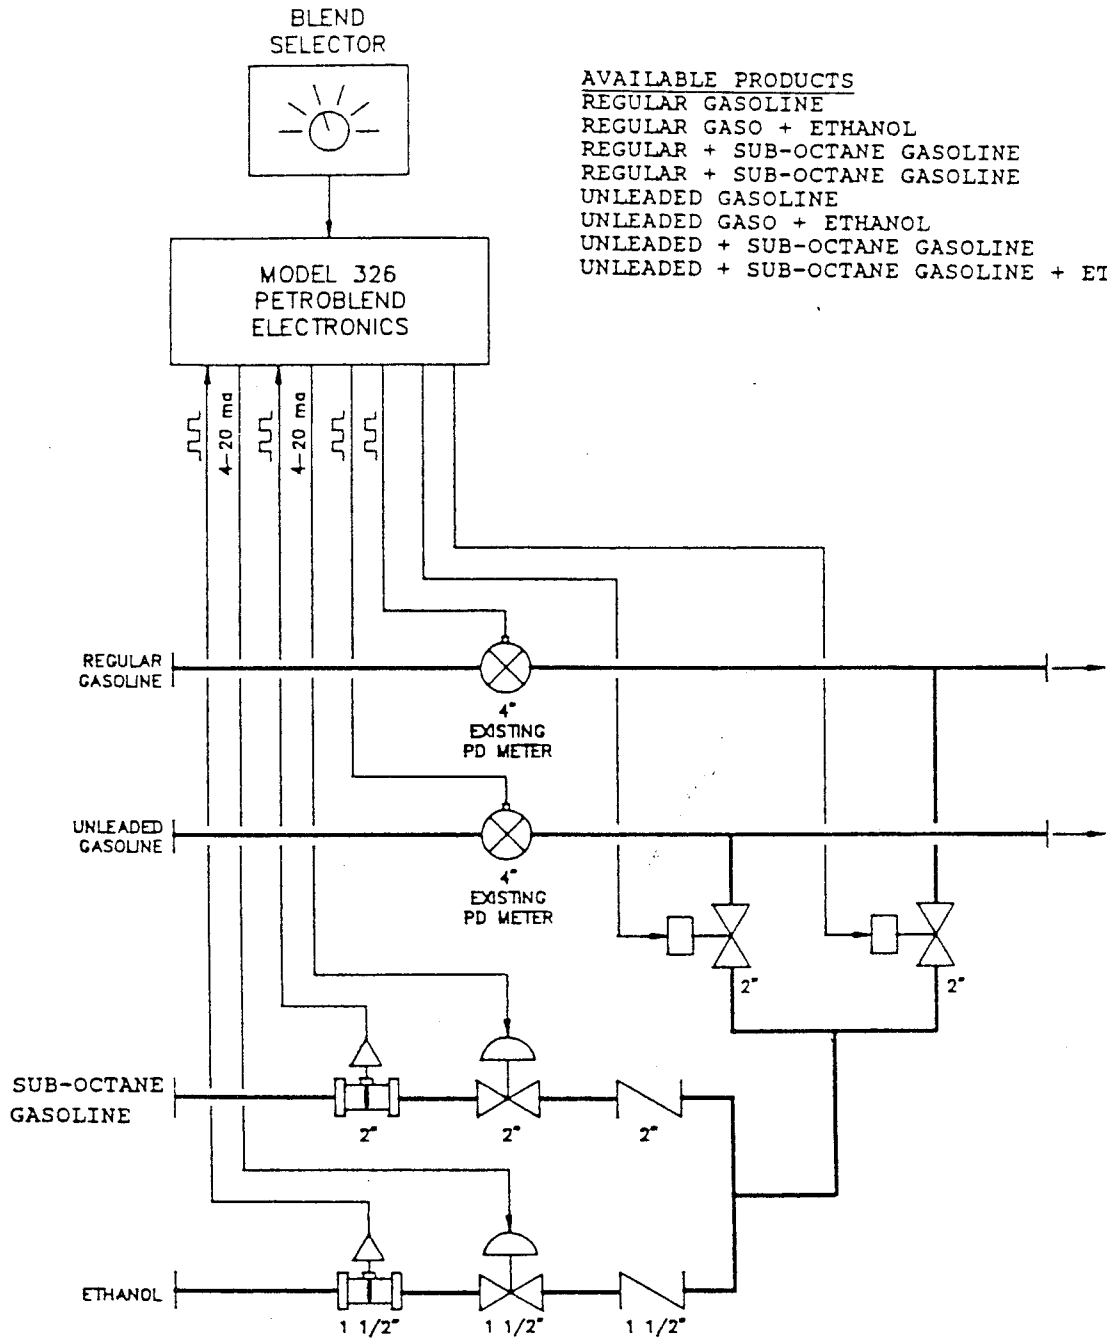 BLEND
SELECTOR
AVAILABLE PRODUCTS
REGULAR GASOLINE
REGULAR GASO + ETHANOL
REGULAR + SUB-OCTANE GASOLINE
REGULAR + SUB-OCTANE GASOLINE
UNLEADED GASOLINE
UNLEADED GASO + ETHANOL
UNLEADED + SUB-OCTANE GASOLINE
UNLEADED + SUB-OCTANE GASOLINE + ET
MODEL 326
PETROBLEND
ELECTRONICS
4-20 ma
4-20 ma
REGULAR
GASOLINE
4"
EXISTING
PD METER
UNLEADED
GASOLINE
4"
EXISTING
PD METER
2"
2"
SUB-OCTANE
GASOLINE
2"
2"
2"
ETHANOL
1 1/2"
1 1/2"
1 1/2"